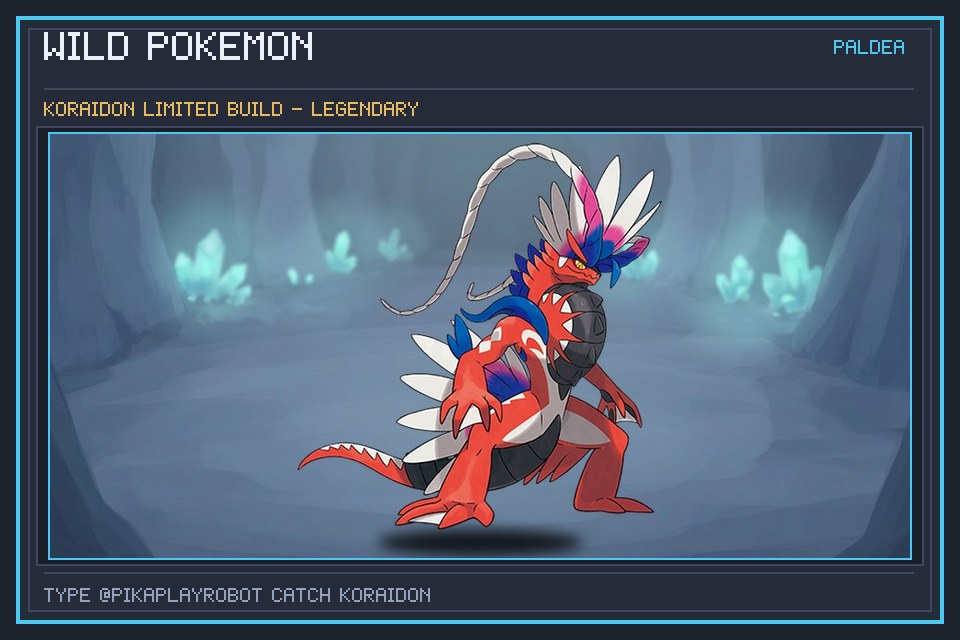 WILD POKEMON
PALDEA
KORAIDON LIMITED BUILD - LEGENDARY
TYPE @PIKAPLAYROBOT CATCH KORAIDON